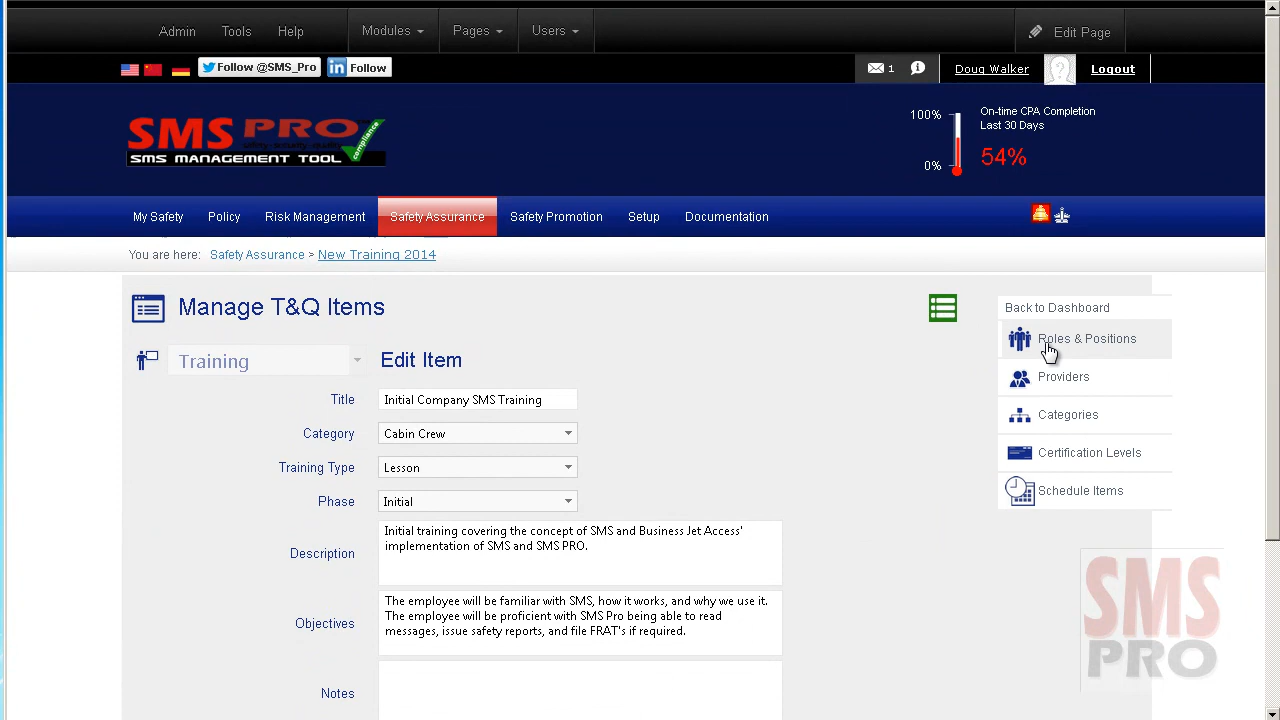 Admin Tools Help Modules Pages Users Edit Page
Follow @SMS_Pro in Follow 1 Doug Walker ? Logout
SMS PRO compliance
safety, security, quality
SMS MANAGEMENT TOOL
100%
0%
On-time CPA Completion
Last 30 Days
54%
My Safety Policy Risk Management Safety Assurance Safety Promotion Setup Documentation
You are here: Safety Assurance > New Training 2014
Manage T&Q Items
Training Edit Item
Title Initial Company SMS Training
Category Cabin Crew
Training Type Lesson
Phase Initial
Description
Initial training covering the concept of SMS and Business Jet Access'
implementation of SMS and SMS PRO.
Objectives
The employee will be familiar with SMS, how it works, and why we use it.
The employee will be proficient with SMS Pro being able to read
messages, issue safety reports, and file FRAT's if required.
Notes
Back to Dashboard
Roles & Positions
Providers
Categories
Certification Levels
Schedule Items
SMS
PRO